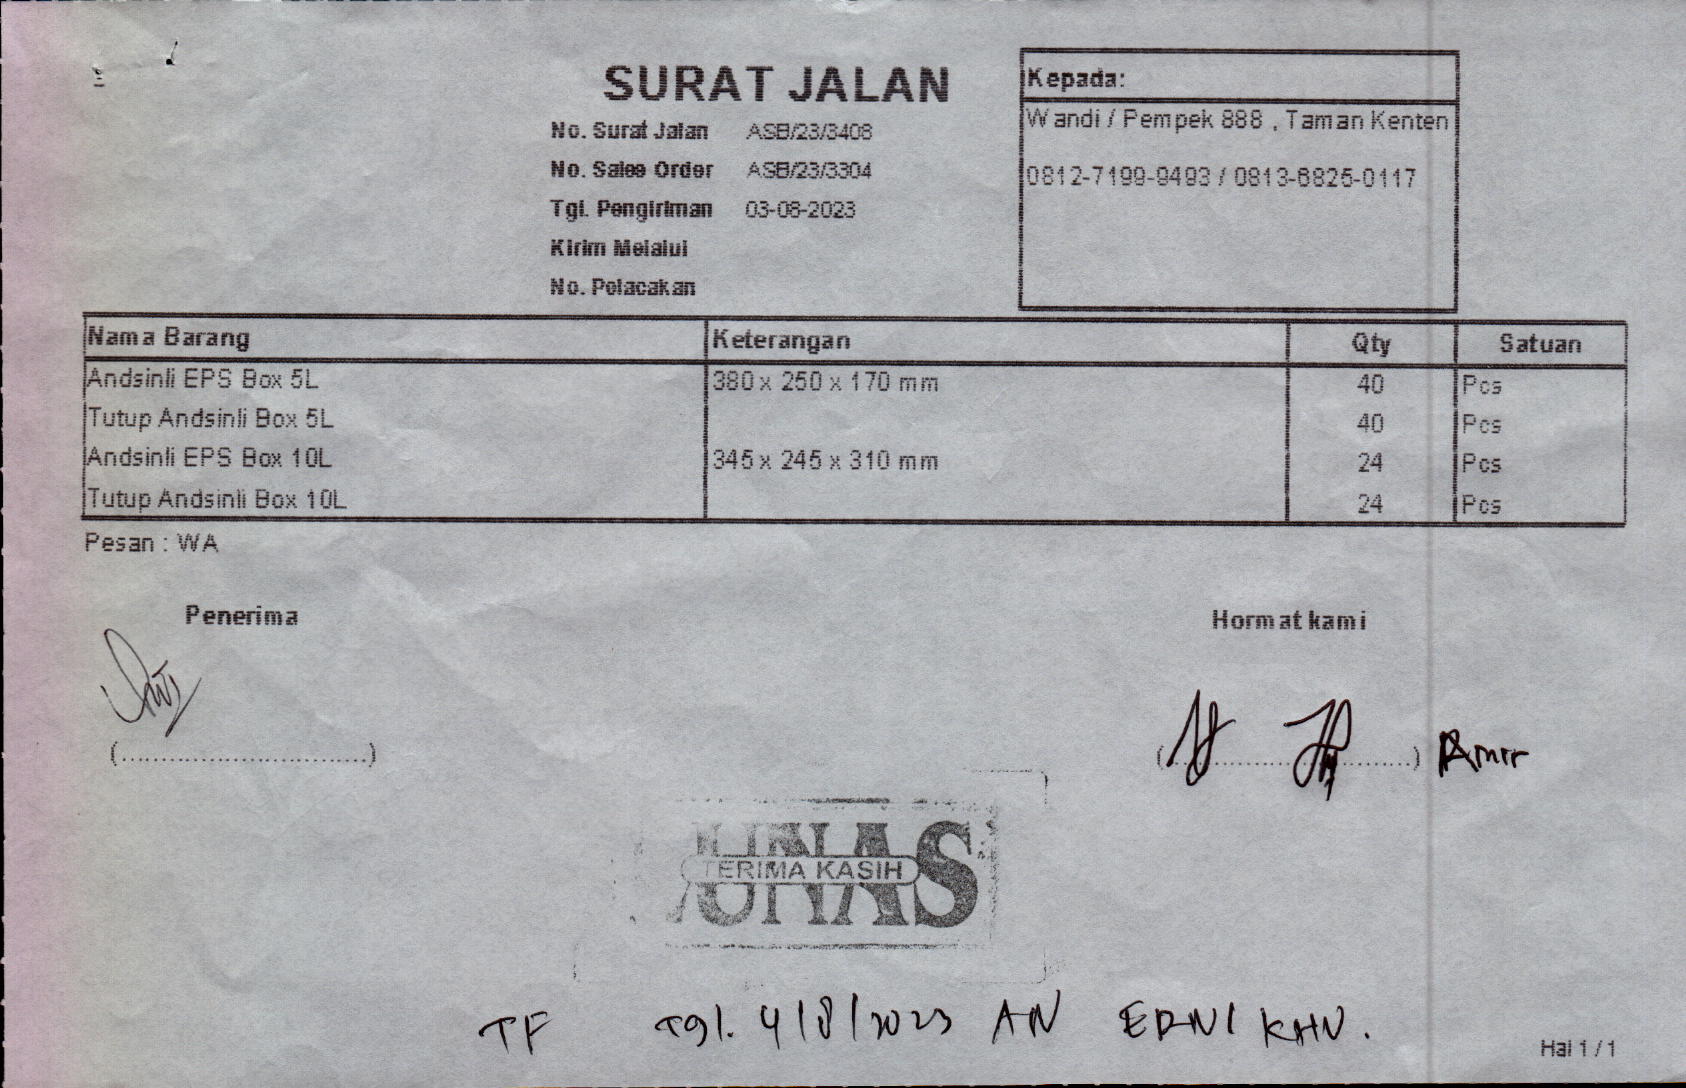 SURAT JALAN
No. Surat Jalan ASB/23/3408
No. Sales Order ASB/23/3304
Tgl. Pengiriman 03-08-2023
Kirim Melalui
No. Pelacakan
Kepada:
Wandi / Pempek 888 , Taman Kenten
0812-7199-9493 / 0813-6825-0117
Nama Barang Keterangan Qty Satuan
Andsinli EPS Box 5L 380 x 250 x 170 mm 40 Pcs
Tutup Andsinli Box 5L 40 Pcs
Andsinli EPS Box 10L 345 x 245 x 310 mm 24 Pcs
Tutup Andsinli Box 10L 24 Pcs
Pesan : WA
Penerima Hormat kami
(...............................) (...............................) Amir
UNAS
TERIMA KASIH
TF Tgl. 4/8/2023 AN ERNI KHN.
Hal 1 / 1